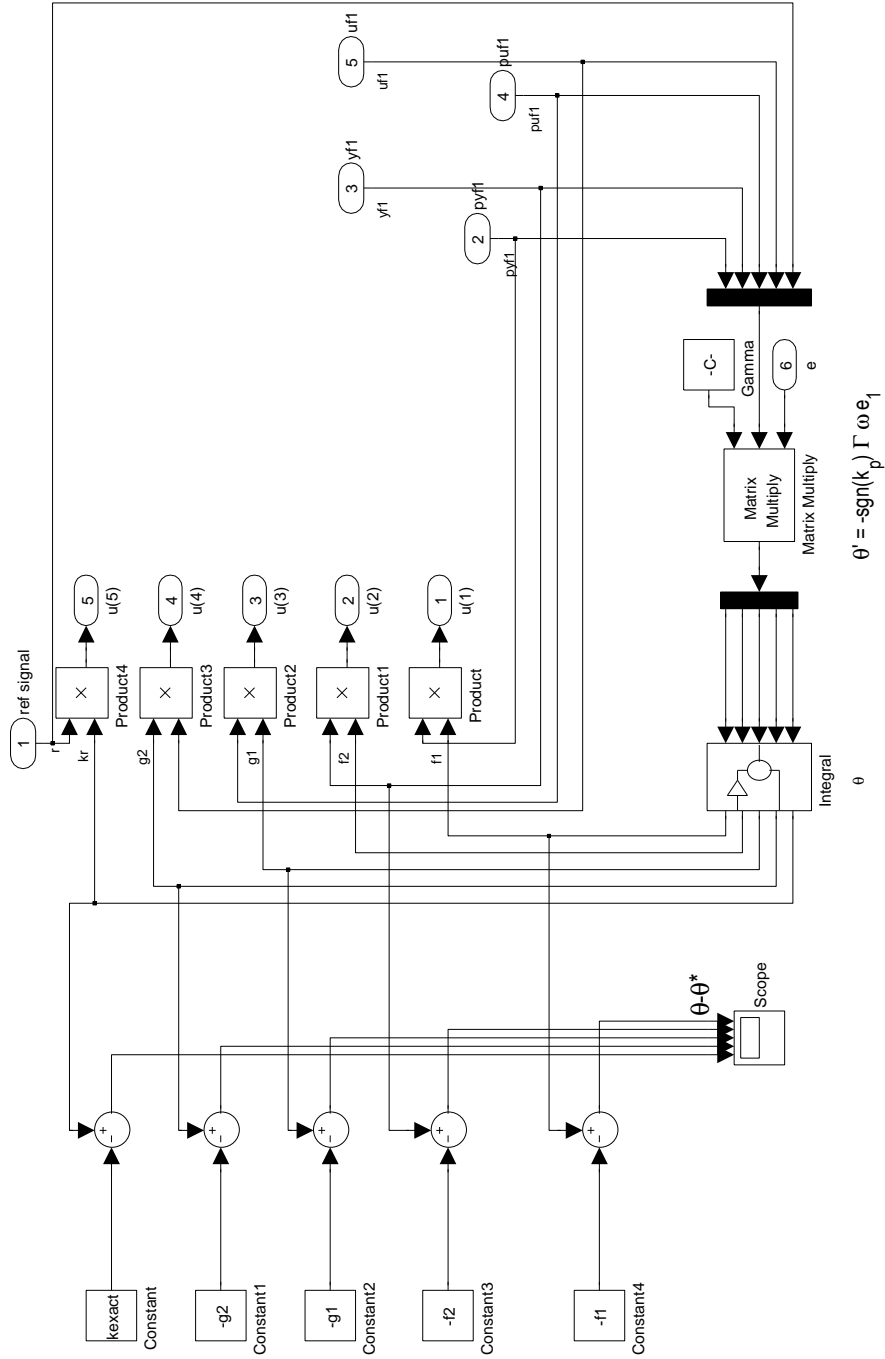 1
ref signal
r
kr
×
Product4
5
u(5)
g2
×
Product3
4
u(4)
g1
×
Product2
3
u(3)
f2
×
Product1
2
u(2)
f1
×
Product
1
u(1)
5
uf1
uf1
3
yf1
yf1
4
puf1
puf1
2
pyf1
pyf1
kexact
Constant
-g2
Constant1
-g1
Constant2
-f2
Constant3
-f1
Constant4
+
−
+
−
+
−
+
−
+
−
θ-θ*
Scope
Integral
θ
Matrix
Multiply
Matrix Multiply
-C-
Gamma
6
e
θ' = -sgn(k_p) Γ ω e_1